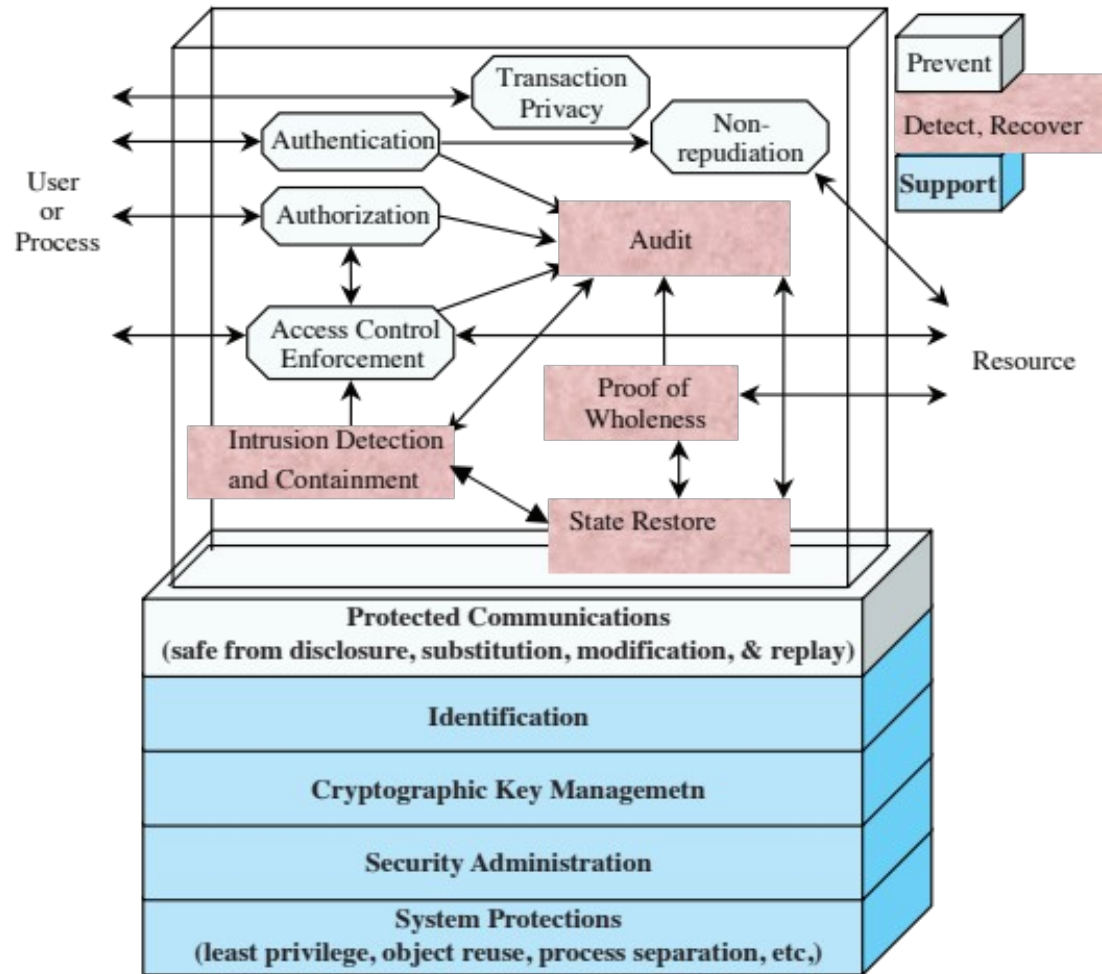 Prevent
Detect, Recover
Support
Transaction
Privacy
Authentication
Non-
repudiation
User
or
Process
Authorization
Audit
Access Control
Enforcement
Resource
Proof of
Wholeness
Intrusion Detection
and Containment
State Restore
Protected Communications
(safe from disclosure, substitution, modification, & replay)
Identification
Cryptographic Key Managemetn
Security Administration
System Protections
(least privilege, object reuse, process separation, etc,)